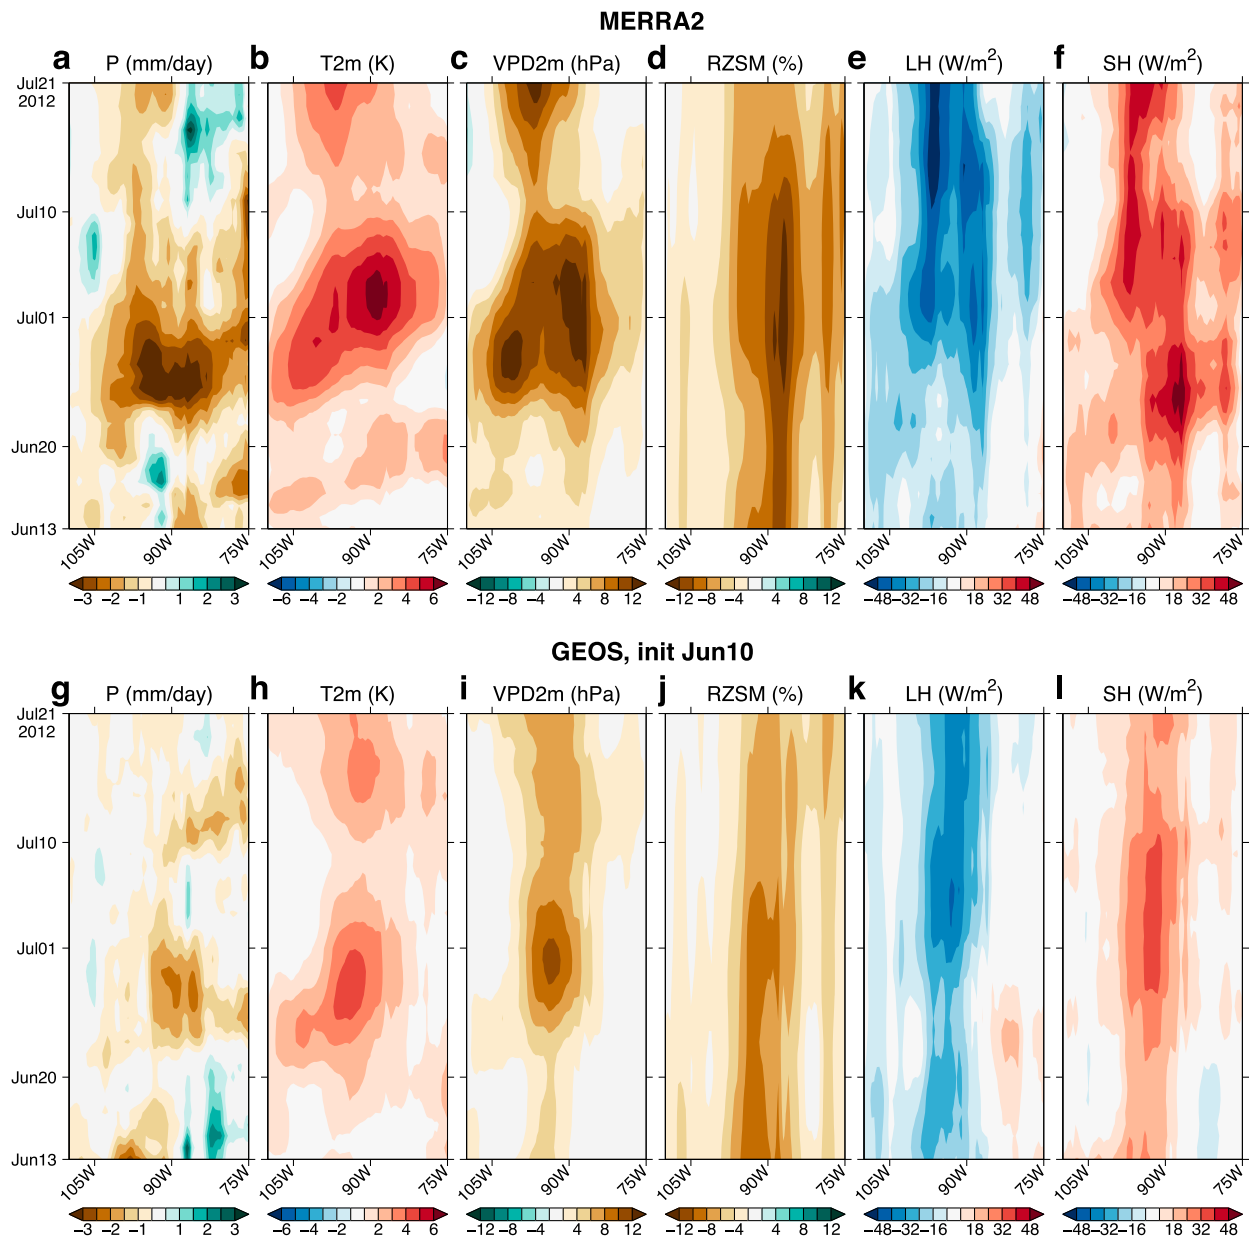 MERRA2
a P (mm/day) b T2m (K) c VPD2m (hPa) d RZSM (%) e LH (W/m²) f SH (W/m²)
Jul21
2012
Jul10
Jul01
Jun20
Jun13
105W 90W 75W 105W 90W 75W 105W 90W 75W 105W 90W 75W 105W 90W 75W 105W 90W 75W
−3 −2 −1 1 2 3 −6 −4 −2 2 4 6 −12 −8 −4 4 8 12 −12 −8 −4 4 8 12 −48 −32 −16 18 32 48 −48 −32 −16 18 32 48
GEOS, init Jun10
g P (mm/day) h T2m (K) i VPD2m (hPa) j RZSM (%) k LH (W/m²) l SH (W/m²)
Jul21
2012
Jul10
Jul01
Jun20
Jun13
105W 90W 75W 105W 90W 75W 105W 90W 75W 105W 90W 75W 105W 90W 75W 105W 90W 75W
−3 −2 −1 1 2 3 −6 −4 −2 2 4 6 −12 −8 −4 4 8 12 −12 −8 −4 4 8 12 −48 −32 −16 18 32 48 −48 −32 −16 18 32 48